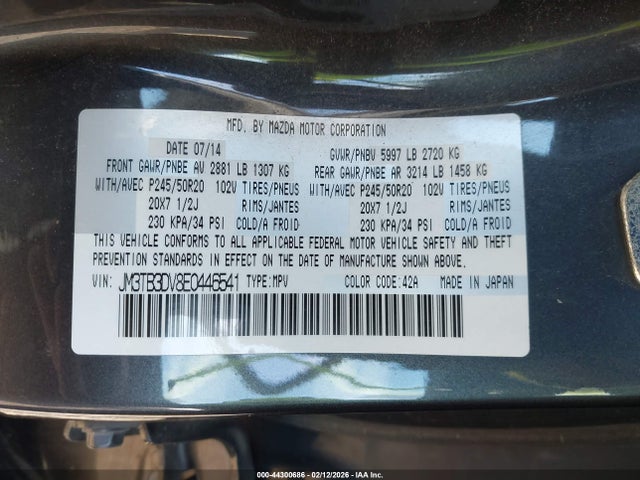 MFD. BY MAZDA MOTOR CORPORATION
DATE 07/14 GVWR/PNBV 5997 LB 2720 KG
FRONT GAWR/PNBE AV 2881 LB 1307 KG REAR GAWR/PNBE AR 3214 LB 1458 KG
WITH/AVEC P245/50R20 102V TIRES/PNEUS WITH/AVEC P245/50R20 102V TIRES/PNEUS
20X7 1/2J RIMS/JANTES 20X7 1/2J RIMS/JANTES
230 KPA/34 PSI COLD/A FROID 230 KPA/34 PSI COLD/A FROID
THIS VEHICLE CONFORMS TO ALL APPLICABLE FEDERAL MOTOR VEHICLE SAFETY AND THEFT
PREVENTION STANDARDS IN EFFECT ON THE DATE OF MANUFACTURE SHOWN ABOVE.
VIN: JM3TB3DV8E0446541 TYPE:MPV COLOR CODE:42A MADE IN JAPAN
000-44300686 - 02/12/2026 - IAA Inc.